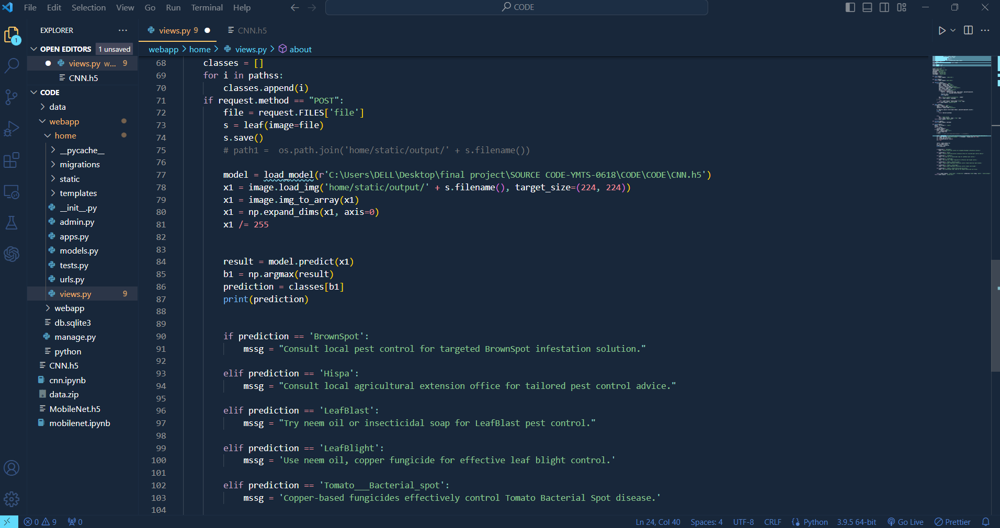 File Edit Selection View Go Run Terminal Help
CODE
EXPLORER
OPEN EDITORS 1 unsaved
views.py w... 9
CNN.h5
CODE
data
webapp
home
__pycache__
migrations
static
templates
__init__.py
admin.py
apps.py
models.py
tests.py
urls.py
views.py 9
webapp
db.sqlite3
manage.py
python
CNN.h5
cnn.ipynb
data.zip
MobileNet.h5
mobilenet.ipynb
1
views.py 9
CNN.h5
webapp > home > views.py > about
68 classes = []
69 for i in pathss:
70 classes.append(i)
71 if request.method == "POST":
72 file = request.FILES['file']
73 s = leaf(image=file)
74 s.save()
75 # path1 =  os.path.join('home/static/output/' + s.filename())
76
77 model = load_model(r'C:\Users\DELL\Desktop\final project\SOURCE CODE-YMTS-0618\CODE\CODE\CNN.h5')
78 x1 = image.load_img('home/static/output/' + s.filename(), target_size=(224, 224))
79 x1 = image.img_to_array(x1)
80 x1 = np.expand_dims(x1, axis=0)
81 x1 /= 255
82
83
84 result = model.predict(x1)
85 b1 = np.argmax(result)
86 prediction = classes[b1]
87 print(prediction)
88
89
90 if prediction == 'BrownSpot':
91 mssg = "Consult local pest control for targeted BrownSpot infestation solution."
92
93 elif prediction == 'Hispa':
94 mssg = "Consult local agricultural extension office for tailored pest control advice."
95
96 elif prediction == 'LeafBlast':
97 mssg = "Try neem oil or insecticidal soap for LeafBlast pest control."
98
99 elif prediction == 'LeafBlight':
100 mssg = 'Use neem oil, copper fungicide for effective leaf blight control.'
101
102 elif prediction == 'Tomato___Bacterial_spot':
103 mssg = 'Copper-based fungicides effectively control Tomato Bacterial Spot disease.'
104
0 9 0 Ln 24, Col 40 Spaces: 4 UTF-8 CRLF Python 3.9.5 64-bit Go Live Prettier